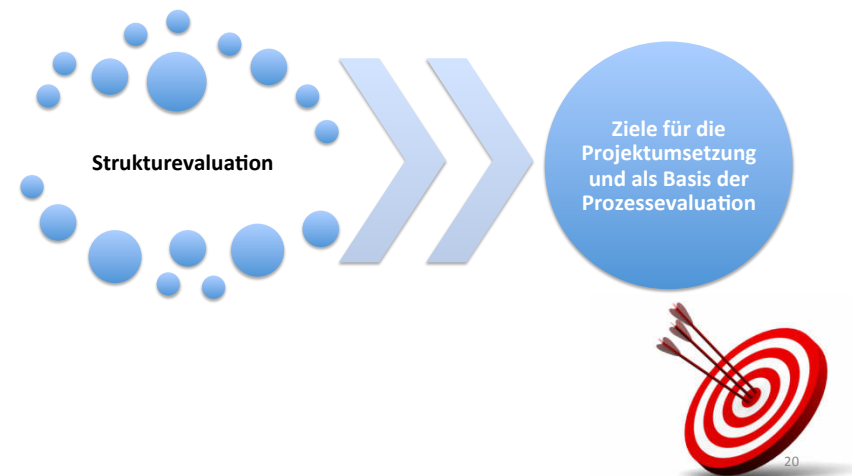 Strukturevaluation
Ziele für die
Projektumsetzung
und als Basis der
Prozessevaluation
20